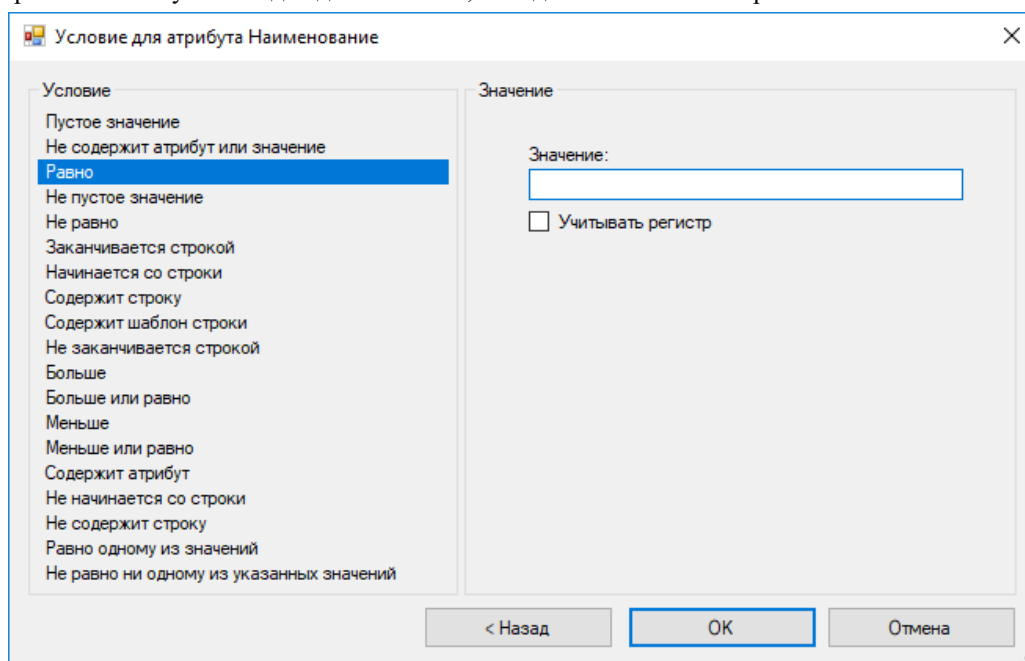 Условие для атрибута Наименование
Условие
Пустое значение
Не содержит атрибут или значение
Равно
Не пустое значение
Не равно
Заканчивается строкой
Начинается со строки
Содержит строку
Содержит шаблон строки
Не заканчивается строкой
Больше
Больше или равно
Меньше
Меньше или равно
Содержит атрибут
Не начинается со строки
Не содержит строку
Равно одному из значений
Не равно ни одному из указанных значений
Значение
Значение:
Учитывать регистр
< Назад
OK
Отмена